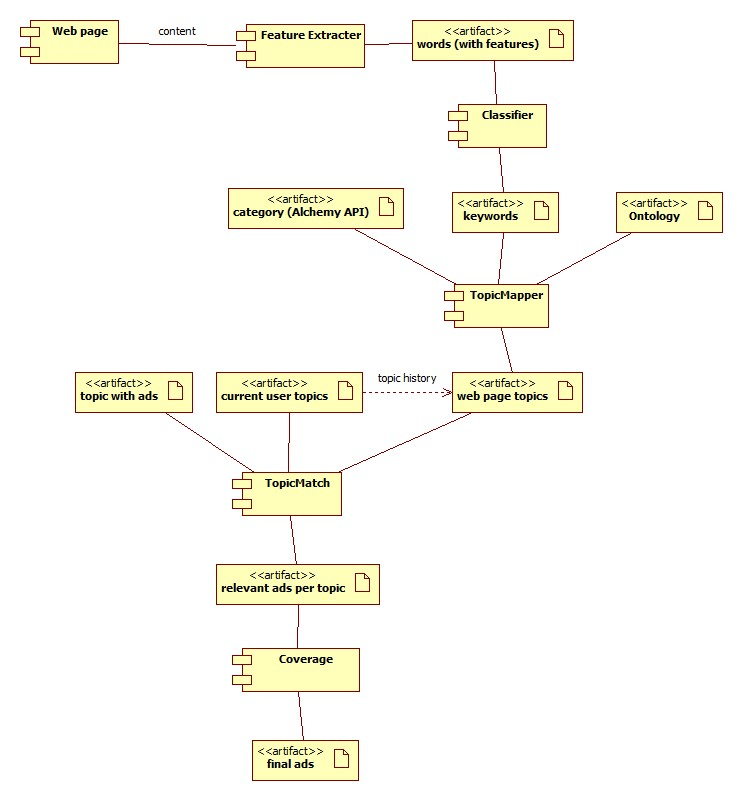 Web page
content
Feature Extracter
<<artifact>>
words (with features)
Classifier
<<artifact>>
category (Alchemy API)
<<artifact>>
keywords
<<artifact>>
Ontology
TopicMapper
<<artifact>>
topic with ads
<<artifact>>
current user topics
topic history
<<artifact>>
web page topics
TopicMatch
<<artifact>>
relevant ads per topic
Coverage
<<artifact>>
final ads